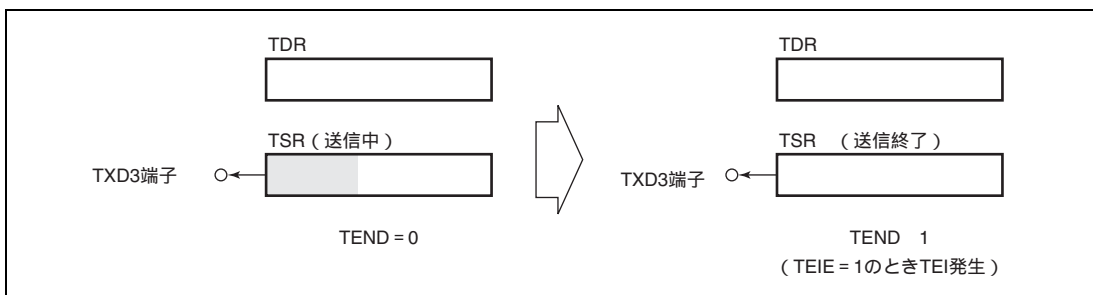 TDR
TSR（送信中）
TXD3端子
TEND = 0
TDR
TSR （送信終了）
TXD3端子
TEND 1
（TEIE = 1のときTEI発生）